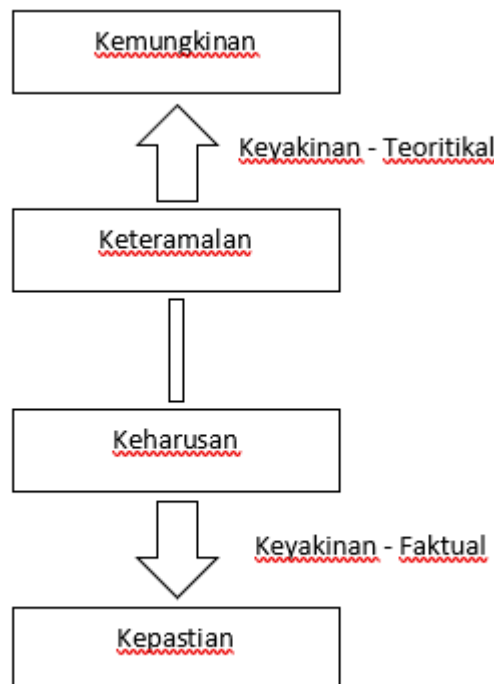 Kemungkinan
Keyakinan - Teoritikal
Keteramalan
Keharusan
Keyakinan - Faktual
Kepastian